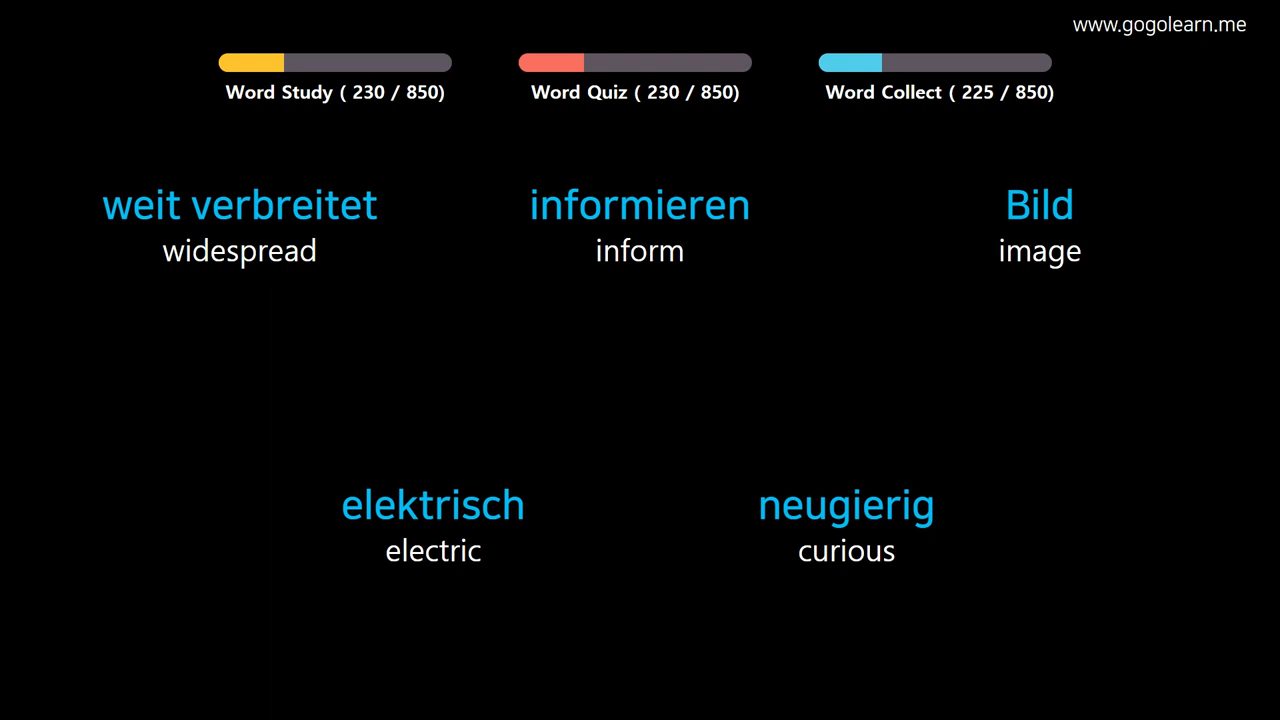 www.gogolearn.me
Word Study ( 230 / 850)
Word Quiz ( 230 / 850)
Word Collect ( 225 / 850)
weit verbreitet
widespread
informieren
inform
Bild
image
elektrisch
electric
neugierig
curious